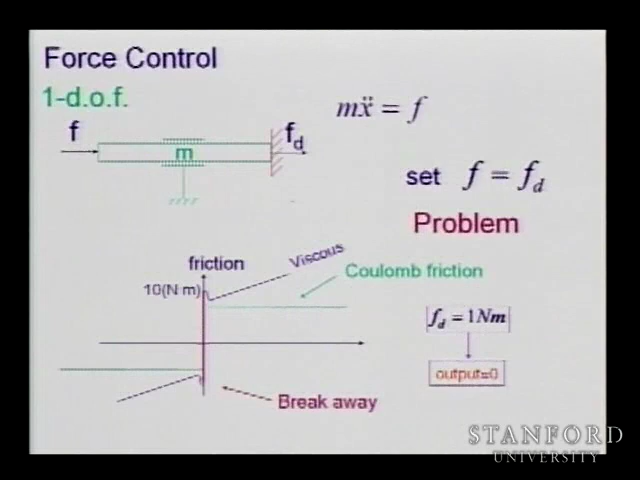 Force Control
1-d.o.f.
f
m
f_d
mẍ = f
set f = f_d
Problem
friction
Viscous
Coulomb friction
10(N m)
f_d = 1Nm
output=0
Break away
STANFORD
UNIVERSITY